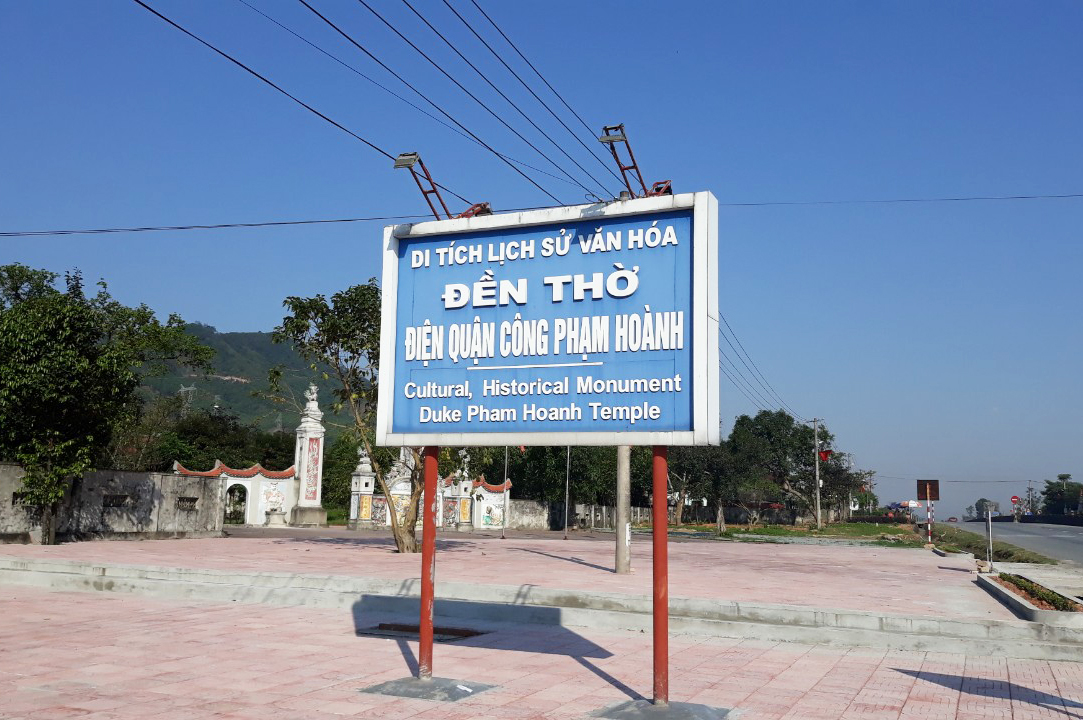 DI TÍCH LỊCH SỬ VĂN HÓA
ĐỀN THỜ
ĐIỆN QUẬN CÔNG PHẠM HOÀNH
Cultural, Historical Monument
Duke Pham Hoanh Temple